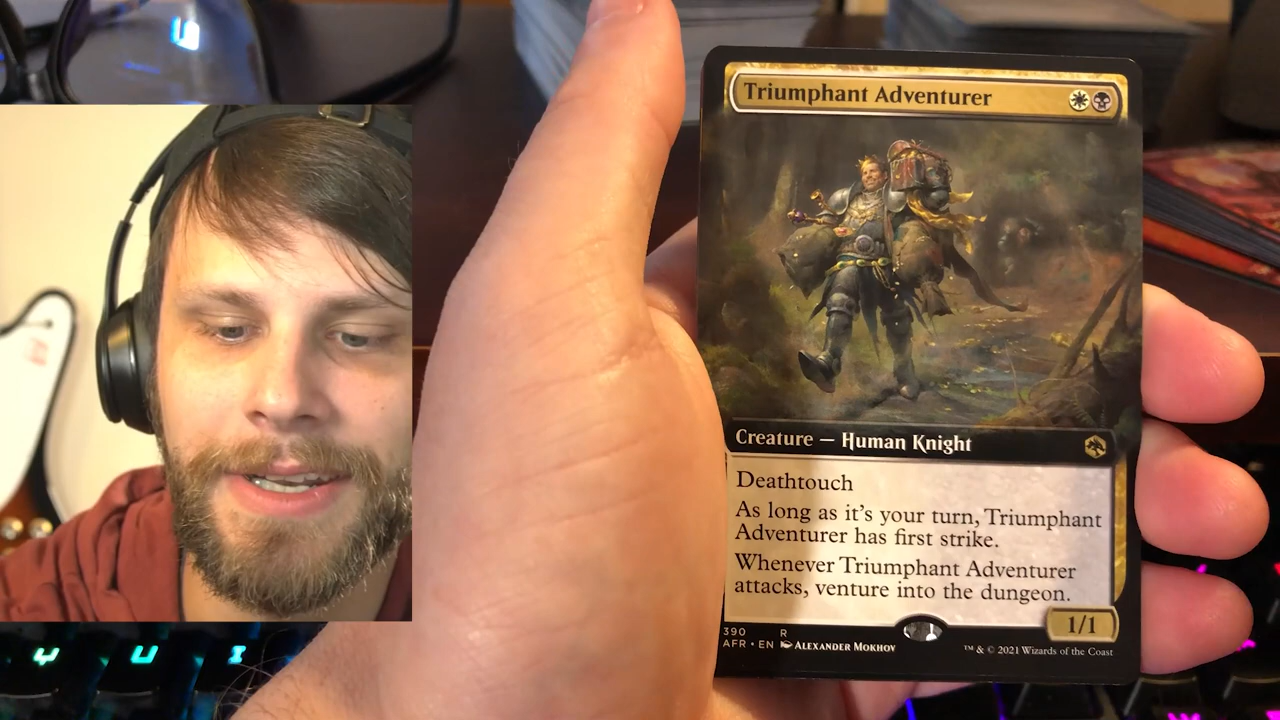 Triumphant Adventurer
Creature — Human Knight
Deathtouch
As long as it's your turn, Triumphant
Adventurer has first strike.
Whenever Triumphant Adventurer
attacks, venture into the dungeon.
1/1
390 R
AFR • EN ALEXANDER MOKHOV
™ & © 2021 Wizards of the Coast
Y U I